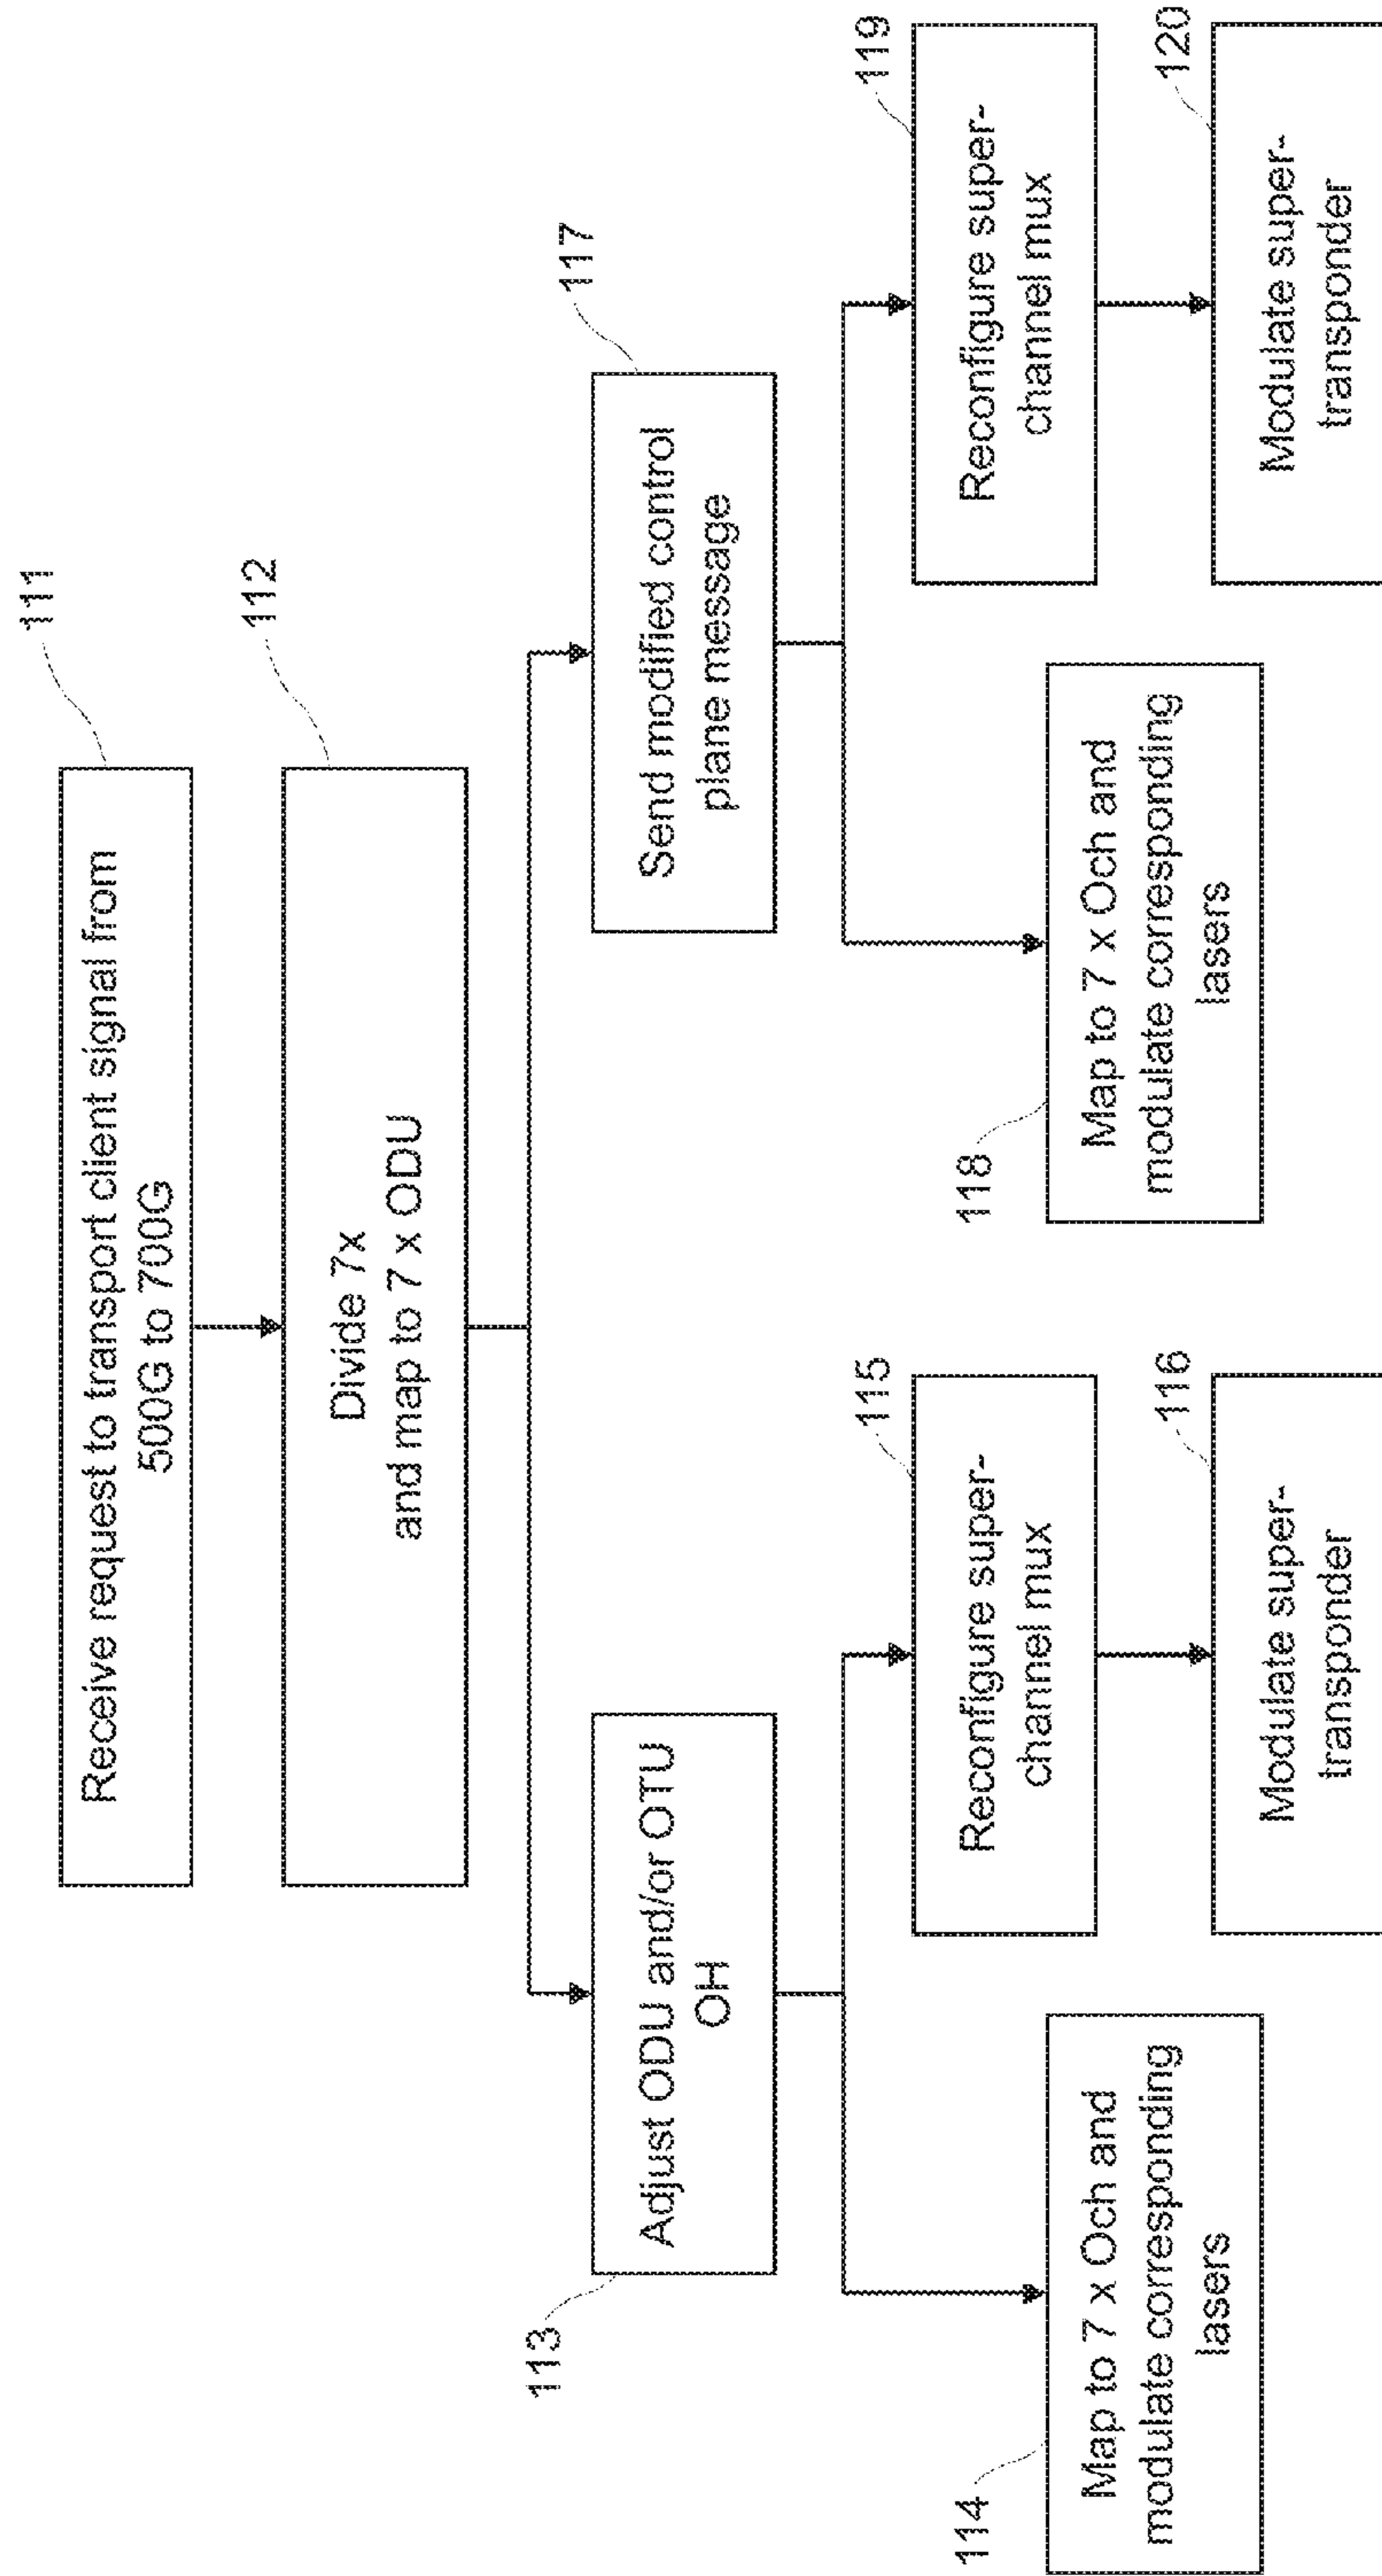 111
Receive request to transport client signal from
500G to 700G
112
Divide 7x
and map to 7 x ODU
113
Adjust ODU and/or OTU
OH
117
Send modified control
plane message
114
Map to 7 x Och and
modulate corresponding
lasers
115
Reconfigure super-
channel mux
116
Modulate super-
transponder
118
Map to 7 x Och and
modulate corresponding
lasers
119
Reconfigure super-
channel mux
120
Modulate super-
transponder